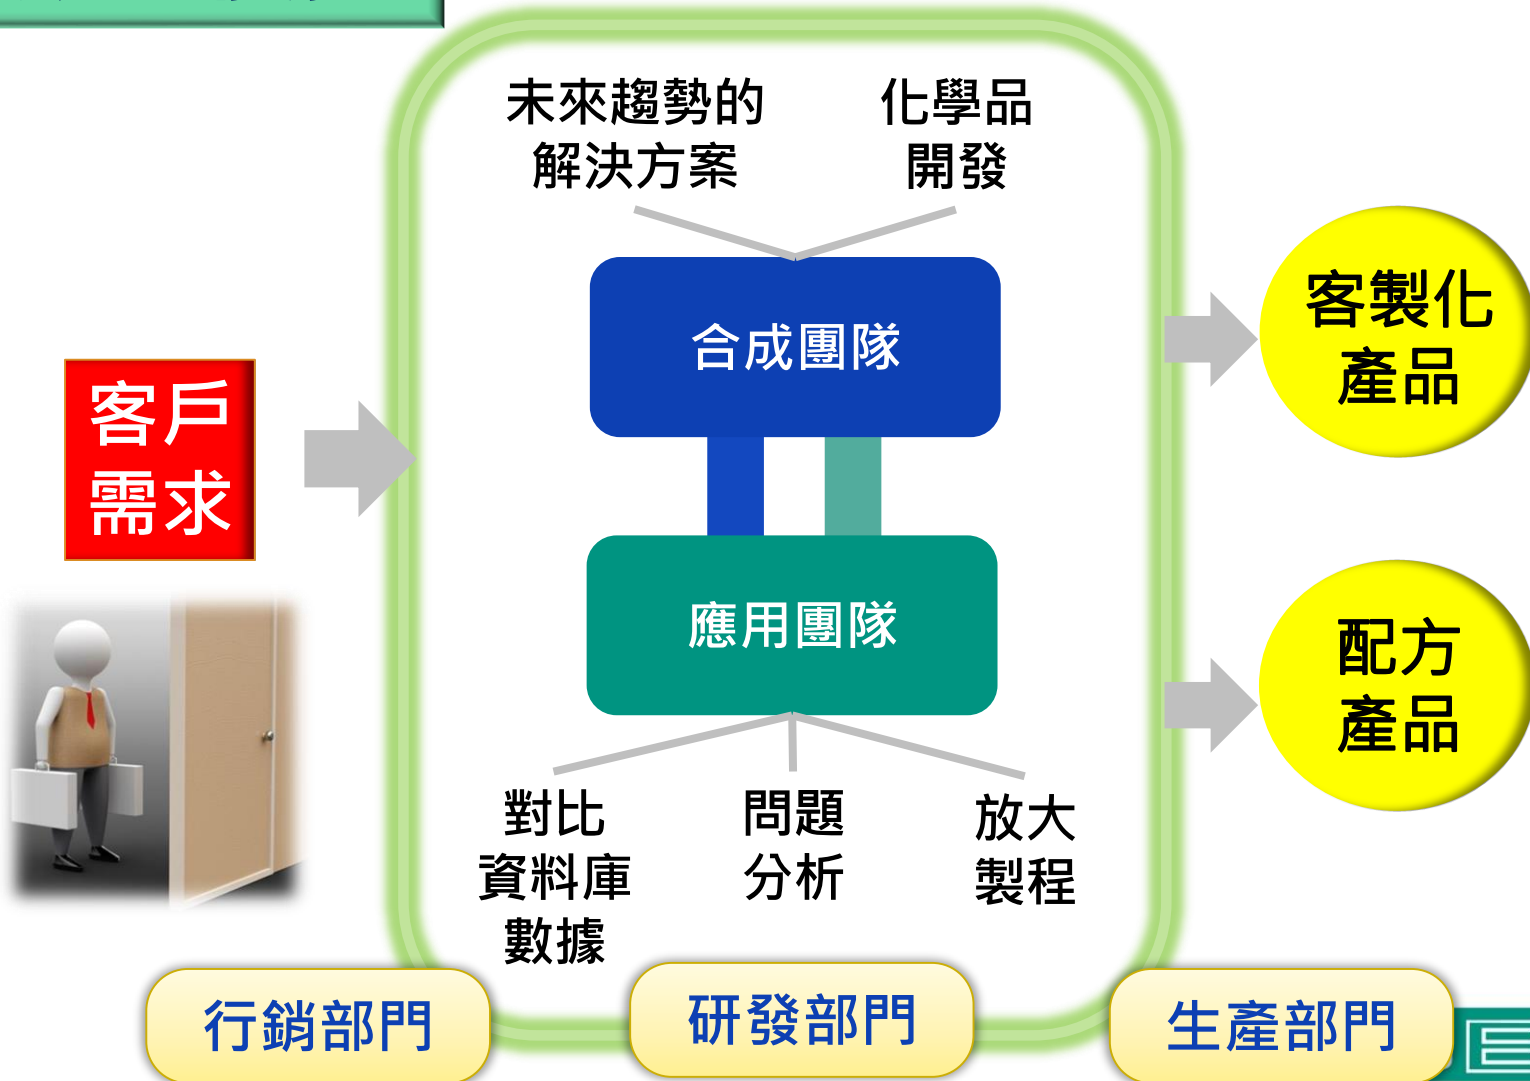 未來趨勢的
解決方案
化學品
開發
合成團隊
客戶
需求
客製化
產品
應用團隊
配方
產品
對比
資料庫
數據
問題
分析
放大
製程
行銷部門
研發部門
生產部門